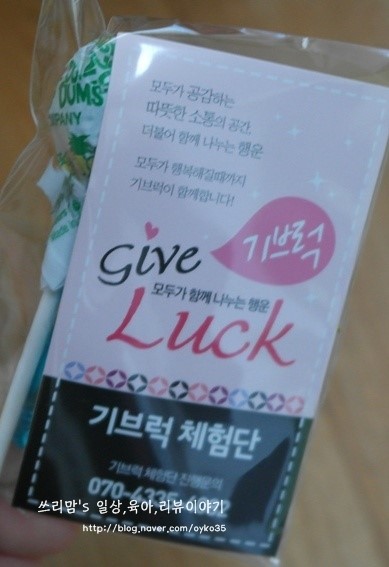 DUMS
모두가 공감하는
따뜻한 소통의 공간
더불어 함께 나누는 행운
모두가 행복해질때까지
기브럭이 함께합니다!
Give
기브럭
모두가 함께 나누는 행운
Luck
기브럭 체험단
기브럭 체험단 진행문의
쓰리맘's 일상,육아,리뷰이야기
http://blog.naver.com/oyko35